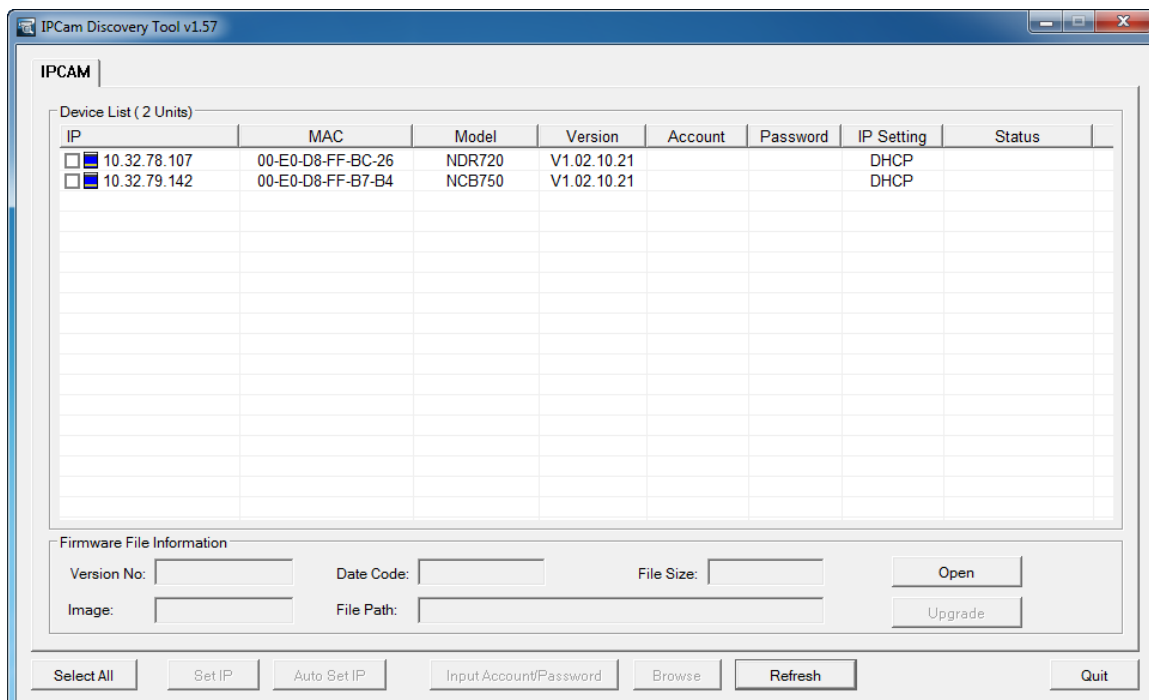 IPCam Discovery Tool v1.57
IPCAM
Device List ( 2 Units)
IP MAC Model Version Account Password IP Setting Status
10.32.78.107 00-E0-D8-FF-BC-26 NDR720 V1.02.10.21 DHCP
10.32.79.142 00-E0-D8-FF-B7-B4 NCB750 V1.02.10.21 DHCP
Firmware File Information
Version No: Date Code: File Size: Open
Image: File Path: Upgrade
Select All Set IP Auto Set IP Input Account/Password Browse Refresh Quit